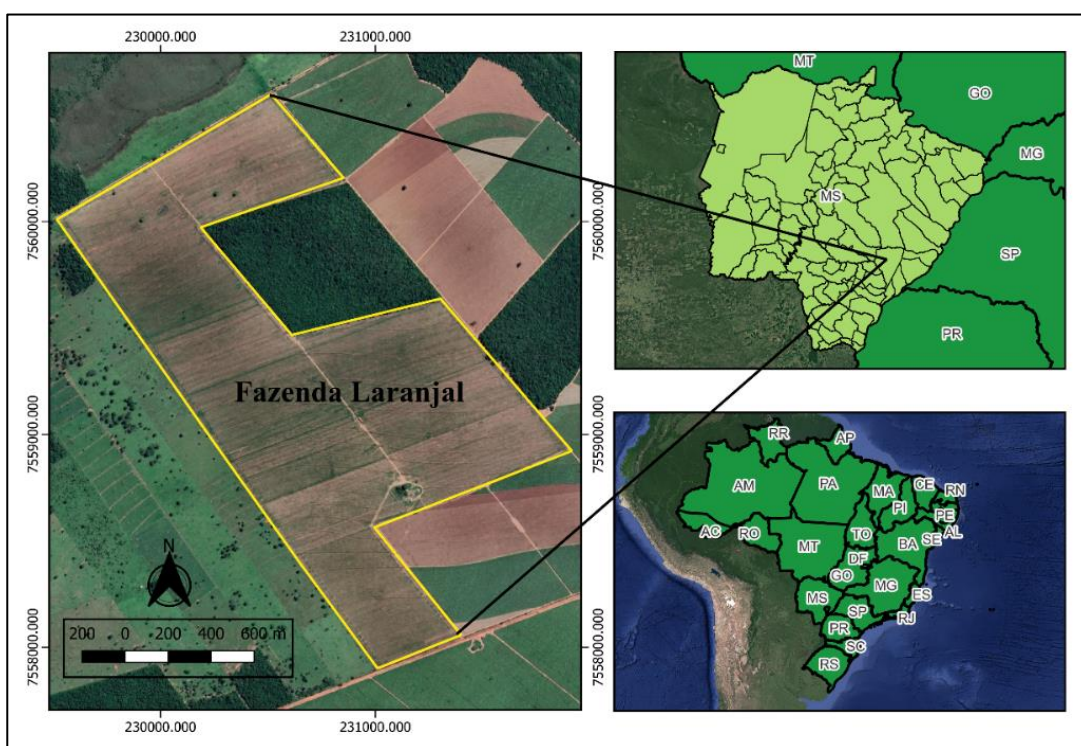 230000.000 231000.000
7560000.000
7559000.000
7558000.000
Fazenda Laranjal
N
200 0 200 400 600 m
7560000.000
7559000.000
7558000.000
230000.000 231000.000
MT
GO
MG
MS
SP
PR
RR
AP
AM
PA
MA
CE
RN
PI
PE
AL
AC
RO
TO
SE
BA
MT
DF
GO
MG
ES
MS
SP
RJ
PR
SC
RS